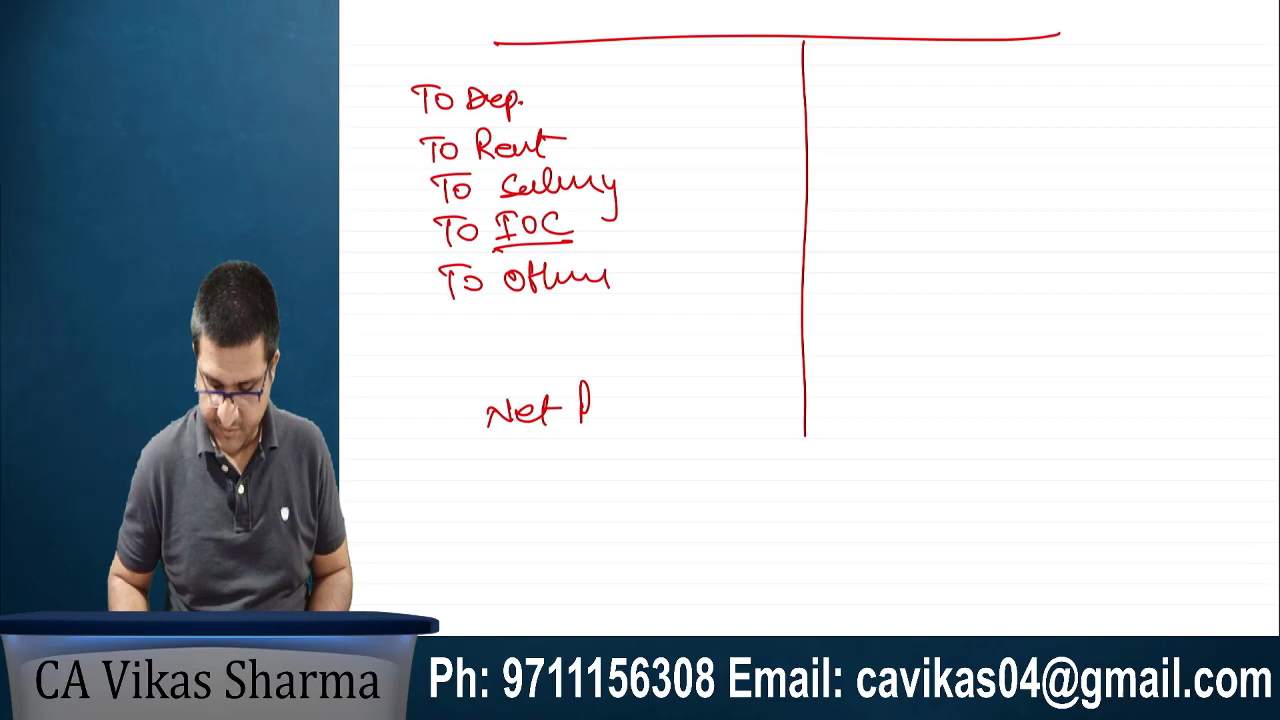 To Dep.
To Rent
To Salary
To IOC
To Others
Net P
CA Vikas Sharma
Ph: 9711156308 Email: cavikas04@gmail.com